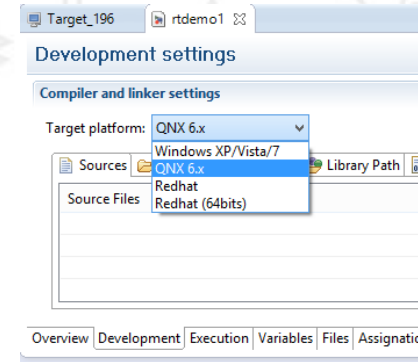 Target_196 rtdemo1
Development settings
Compiler and linker settings
Target platform: QNX 6.x
Windows XP/Vista/7
Sources QNX 6.x Library Path
Redhat
Source Files Redhat (64bits)
Overview Development Execution Variables Files